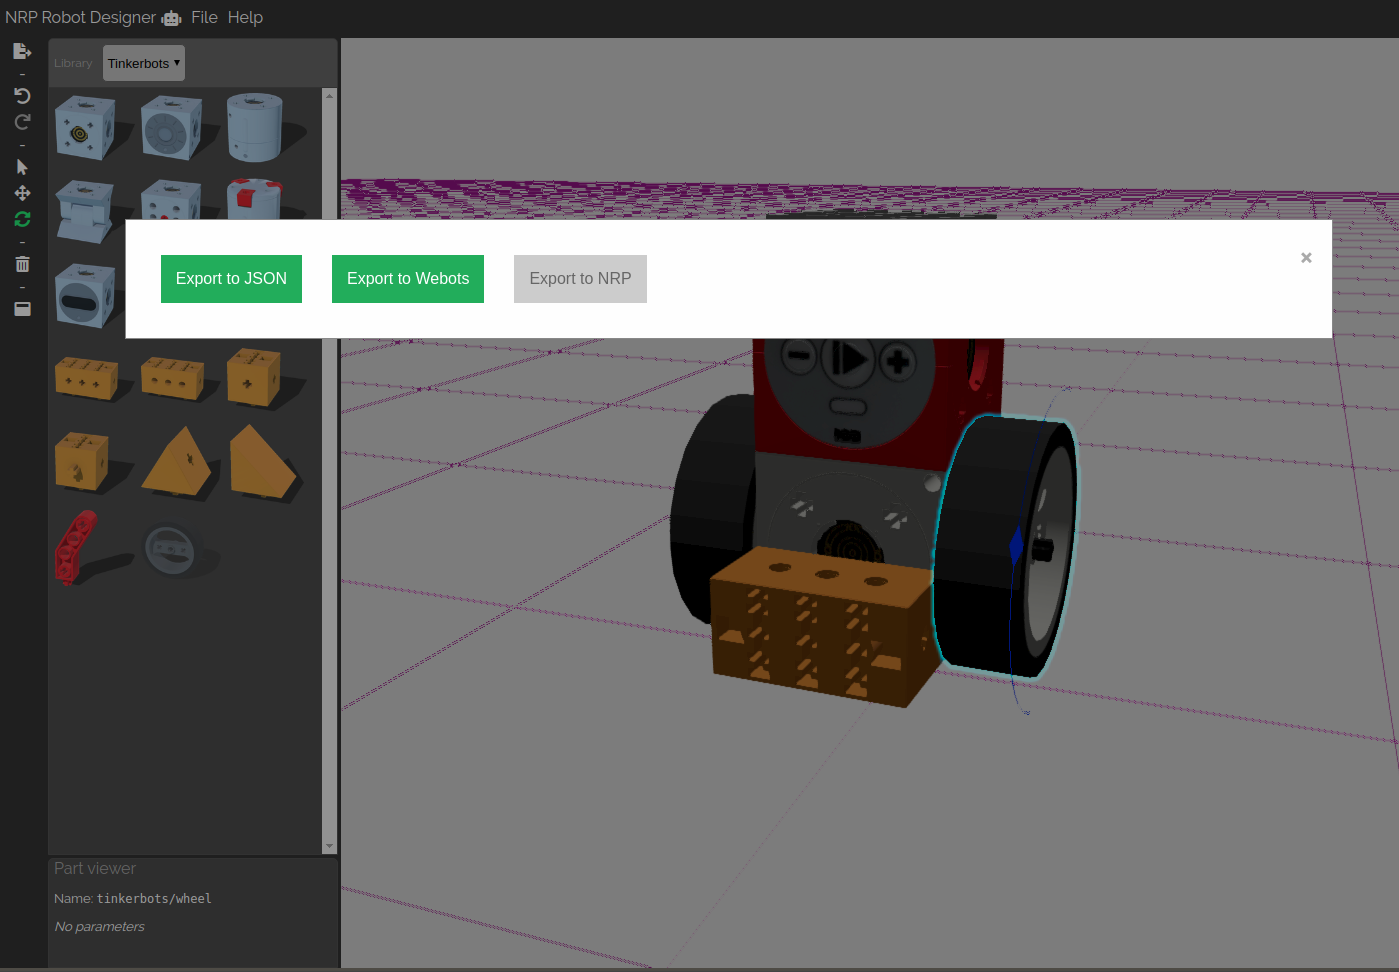 NRP Robot Designer File Help
Library Tinkerbots
Export to JSON Export to Webots Export to NRP ×
Part viewer
Name: tinkerbots/wheel
No parameters